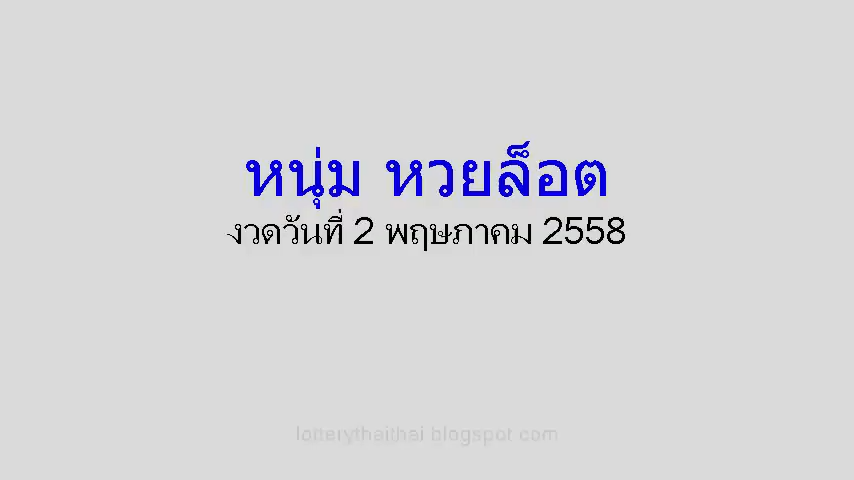 หนุ่ม หวยล็อต
งวดวันที่ 2 พฤษภาคม 2558
lotterythaithai.blogspot.com